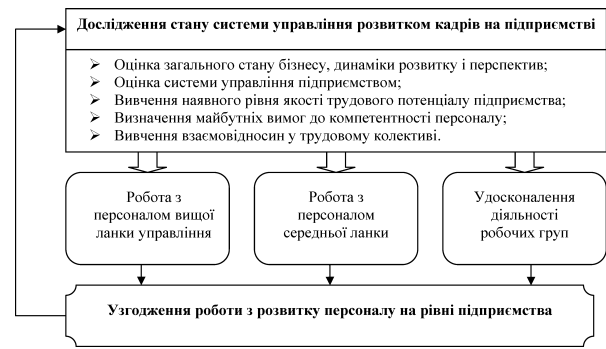 Дослідження стану системи управління розвитком кадрів на підприємстві
➢ Оцінка загального стану бізнесу, динаміки розвитку і перспектив;
➢ Оцінка системи управління підприємством;
➢ Вивчення наявного рівня якості трудового потенціалу підприємства;
➢ Визначення майбутніх вимог до компетентності персоналу;
➢ Вивчення взаємовідносин у трудовому колективі.
Робота з
персоналом вищої
ланки управління
Робота з
персоналом
середньої ланки
Удосконалення
діяльності
робочих груп
Узгодження роботи з розвитку персоналу на рівні підприємства